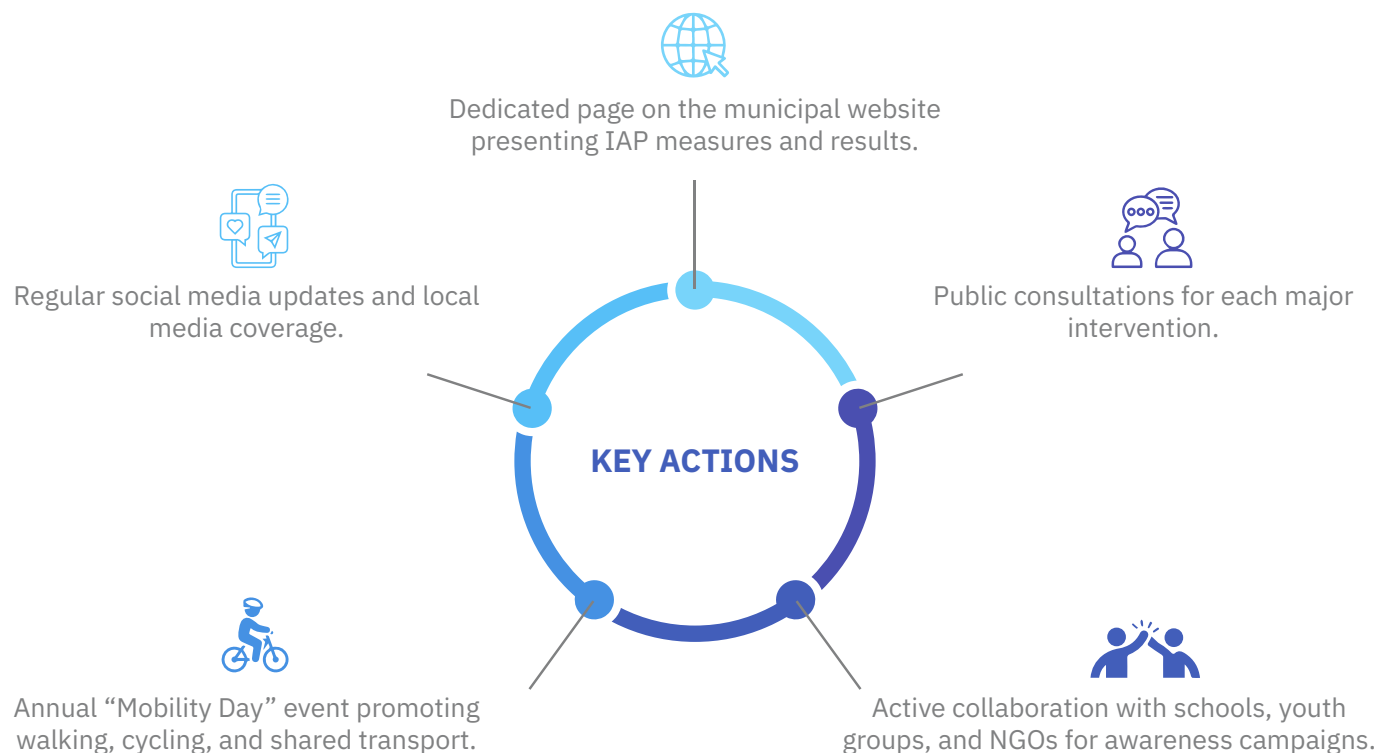 Dedicated page on the municipal website
presenting IAP measures and results.
Regular social media updates and local
media coverage.
Public consultations for each major
intervention.
KEY ACTIONS
Annual “Mobility Day” event promoting
walking, cycling, and shared transport.
Active collaboration with schools, youth
groups, and NGOs for awareness campaigns.